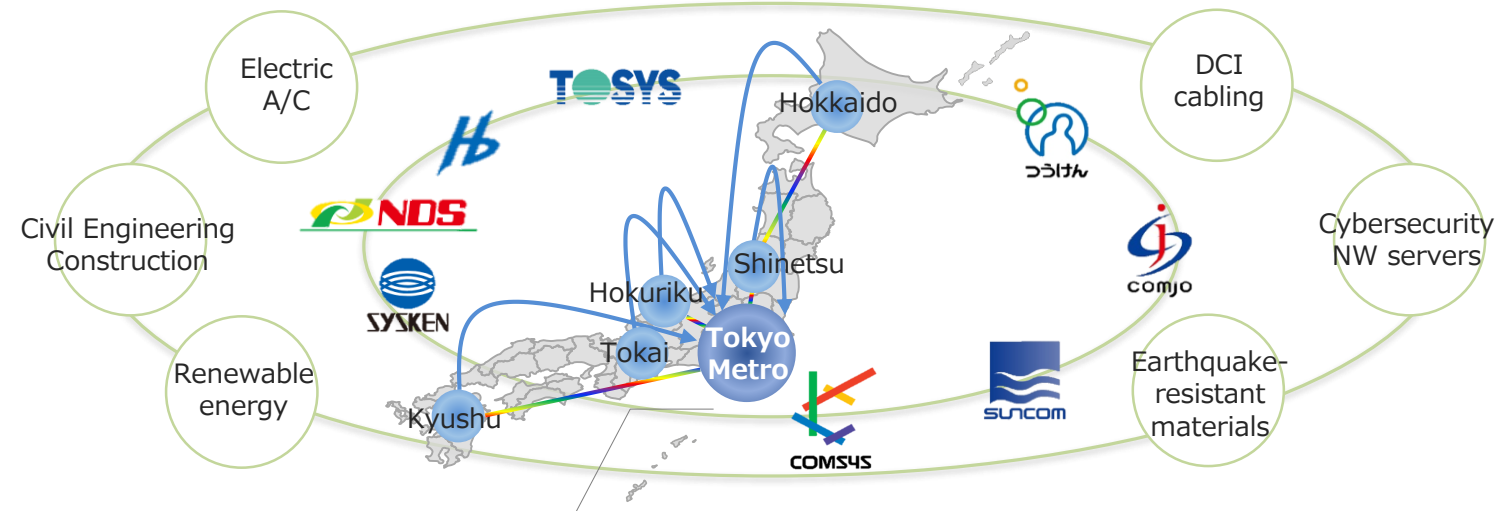 Electric
A/C
TOSYS
Hokkaido
DCI
cabling
つうけん
NDS
Civil Engineering
Construction
Cybersecurity
NW servers
Shinetsu
comjo
SYSKEN
Hokuriku
Tokyo
Metro
Tokai
Renewable
energy
Earthquake-
resistant
materials
SUNCOM
Kyushu
COMSYS